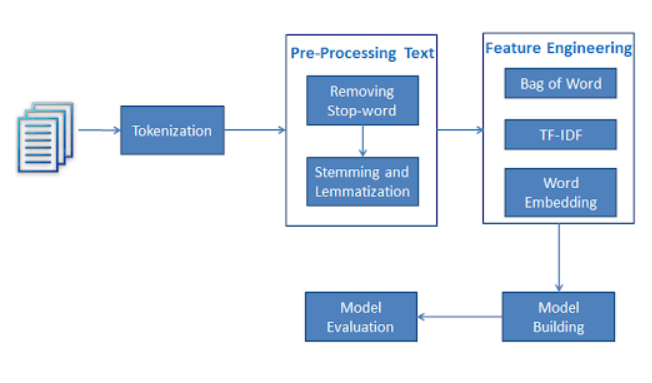 Pre-Processing Text
Feature Engineering
Tokenization
Removing
Stop-word
Stemming and
Lemmatization
Bag of Word
TF-IDF
Word
Embedding
Model
Building
Model
Evaluation